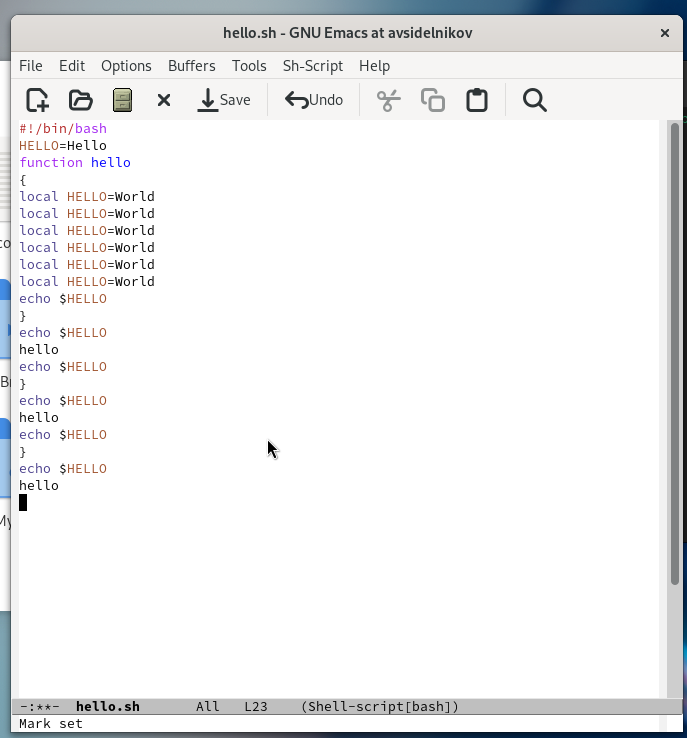 hello.sh - GNU Emacs at avsidelnikov ×
File Edit Options Buffers Tools Sh-Script Help
Save Undo
#!/bin/bash
HELLO=Hello
function hello
{
local HELLO=World
local HELLO=World
local HELLO=World
local HELLO=World
local HELLO=World
local HELLO=World
echo $HELLO
}
echo $HELLO
hello
echo $HELLO
}
echo $HELLO
hello
echo $HELLO
}
echo $HELLO
hello
-:**- hello.sh All L23 (Shell-script[bash])
Mark set